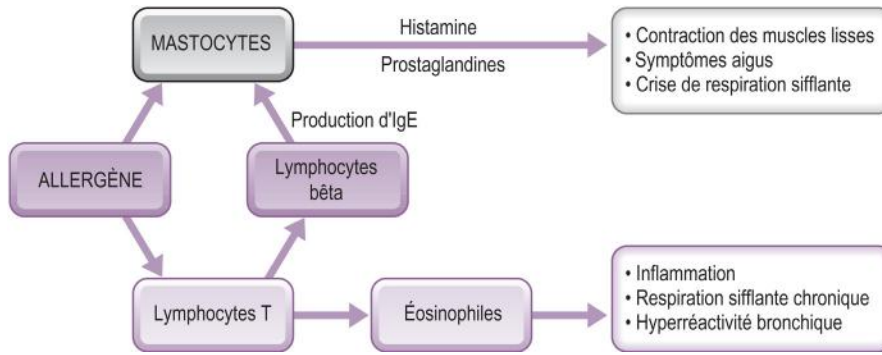 MASTOCYTES
Histamine
Prostaglandines
• Contraction des muscles lisses
• Symptômes aigus
• Crise de respiration sifflante
Production d'IgE
ALLERGÈNE
Lymphocytes
bêta
Lymphocytes T
Éosinophiles
• Inflammation
• Respiration sifflante chronique
• Hyperréactivité bronchique